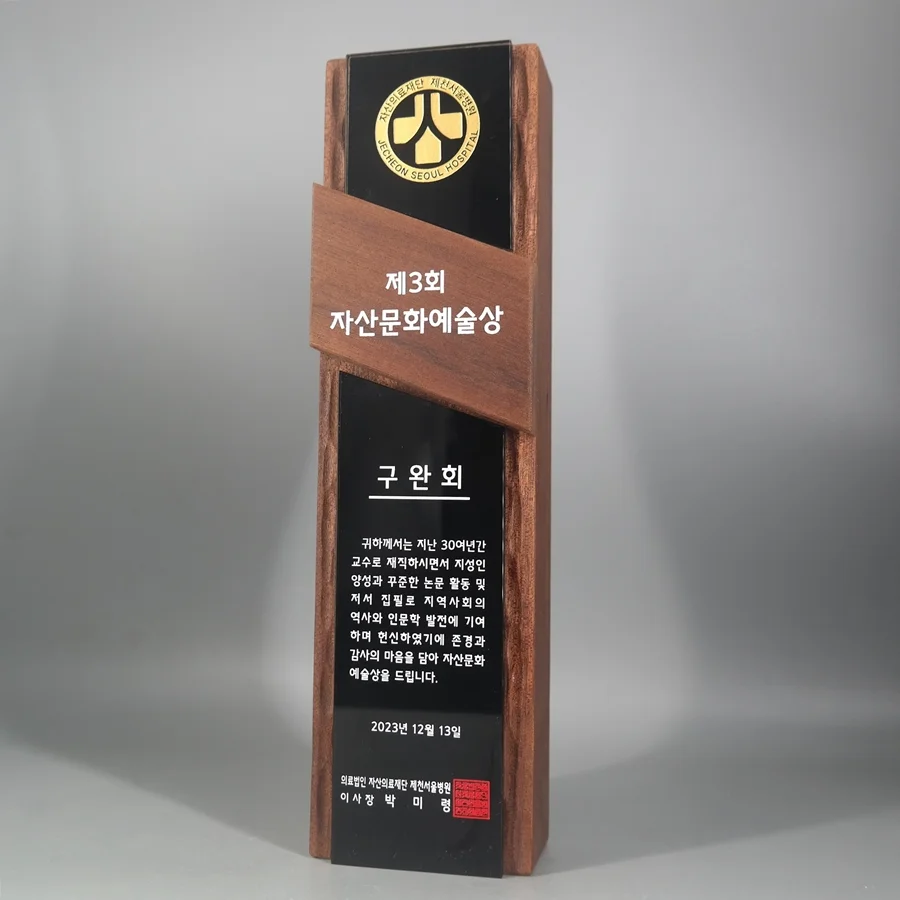 자산의료재단 제천서울병원
JECHEON SEOUL HOSPITAL
제3회
자산문화예술상
구 완 회
귀하께서는 지난 30여년간
교수로 재직하시면서 지성인
양성과 꾸준한 논문 활동 및
저서 집필로 지역사회의
역사와 인문학 발전에 기여
하며 헌신하였기에 존경과
감사의 마음을 담아 자산문화
예술상을 드립니다.
2023년 12월 13일
의료법인 자산의료재단 제천서울병원
이사장 박 미 령